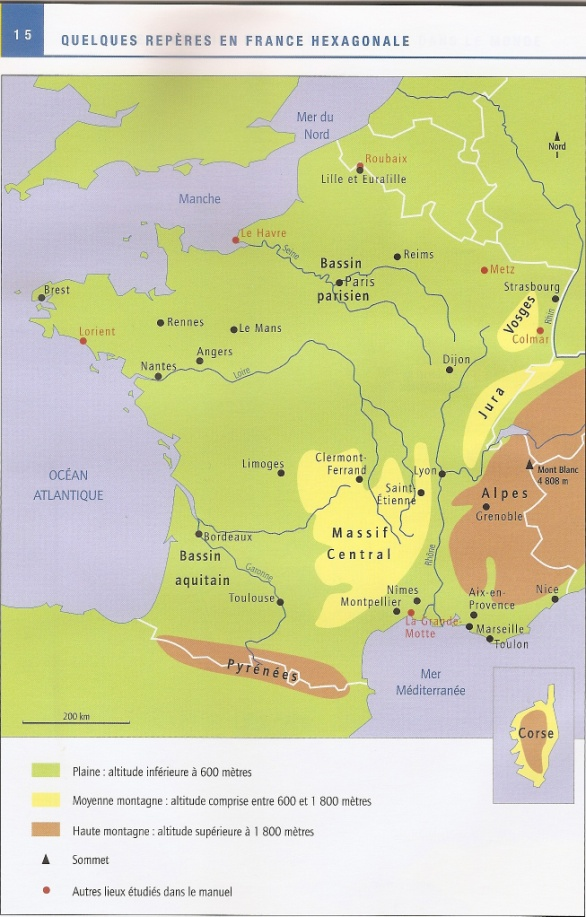 15
QUELQUES REPÈRES EN FRANCE HEXAGONALE
Mer du
Nord
Nord
Roubaix
Lille et Euralille
Manche
Le Havre
Seine
Bassin
Paris
parisien
Reims
Metz
Strasbourg
Vosges
Rhin
Colmar
Brest
Lorient
Rennes
Le Mans
Angers
Nantes
Loire
Dijon
Jura
OCÉAN
ATLANTIQUE
Limoges
Clermont-
Ferrand
Lyon
Saint-
Étienne
Mont Blanc
4 808 m
Alpes
Grenoble
Massif
Central
Bordeaux
Bassin
aquitain
Garonne
Toulouse
Rhône
Nîmes
Montpellier
La Grande
Motte
Aix-en-
Provence
Nice
Marseille
Toulon
Pyrénées
Mer
Méditerranée
Corse
200 km
Plaine : altitude inférieure à 600 mètres
Moyenne montagne : altitude comprise entre 600 et 1 800 mètres
Haute montagne : altitude supérieure à 1 800 mètres
Sommet
Autres lieux étudiés dans le manuel